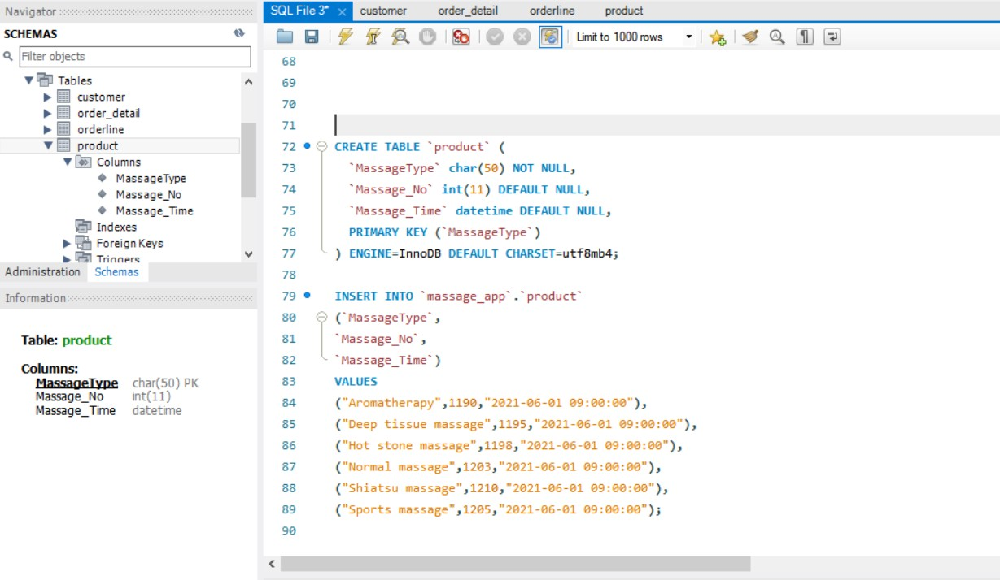 Navigator
SCHEMAS
Filter objects
Tables
customer
order_detail
orderline
product
Columns
MassageType
Massage_No
Massage_Time
Indexes
Foreign Keys
Triggers
Administration Schemas
Information
Table: product
Columns:
MassageType char(50) PK
Massage_No int(11)
Massage_Time datetime
SQL File 3* × customer order_detail orderline product
Limit to 1000 rows
68
69
70
71
72 CREATE TABLE `product` (
73 `MassageType` char(50) NOT NULL,
74 `Massage_No` int(11) DEFAULT NULL,
75 `Massage_Time` datetime DEFAULT NULL,
76 PRIMARY KEY (`MassageType`)
77 ) ENGINE=InnoDB DEFAULT CHARSET=utf8mb4;
78
79 INSERT INTO `massage_app`.`product`
80 (`MassageType`,
81 `Massage_No`,
82 `Massage_Time`)
83 VALUES
84 ("Aromatherapy",1190,"2021-06-01 09:00:00"),
85 ("Deep tissue massage",1195,"2021-06-01 09:00:00"),
86 ("Hot stone massage",1198,"2021-06-01 09:00:00"),
87 ("Normal massage",1203,"2021-06-01 09:00:00"),
88 ("Shiatsu massage",1210,"2021-06-01 09:00:00"),
89 ("Sports massage",1205,"2021-06-01 09:00:00");
90